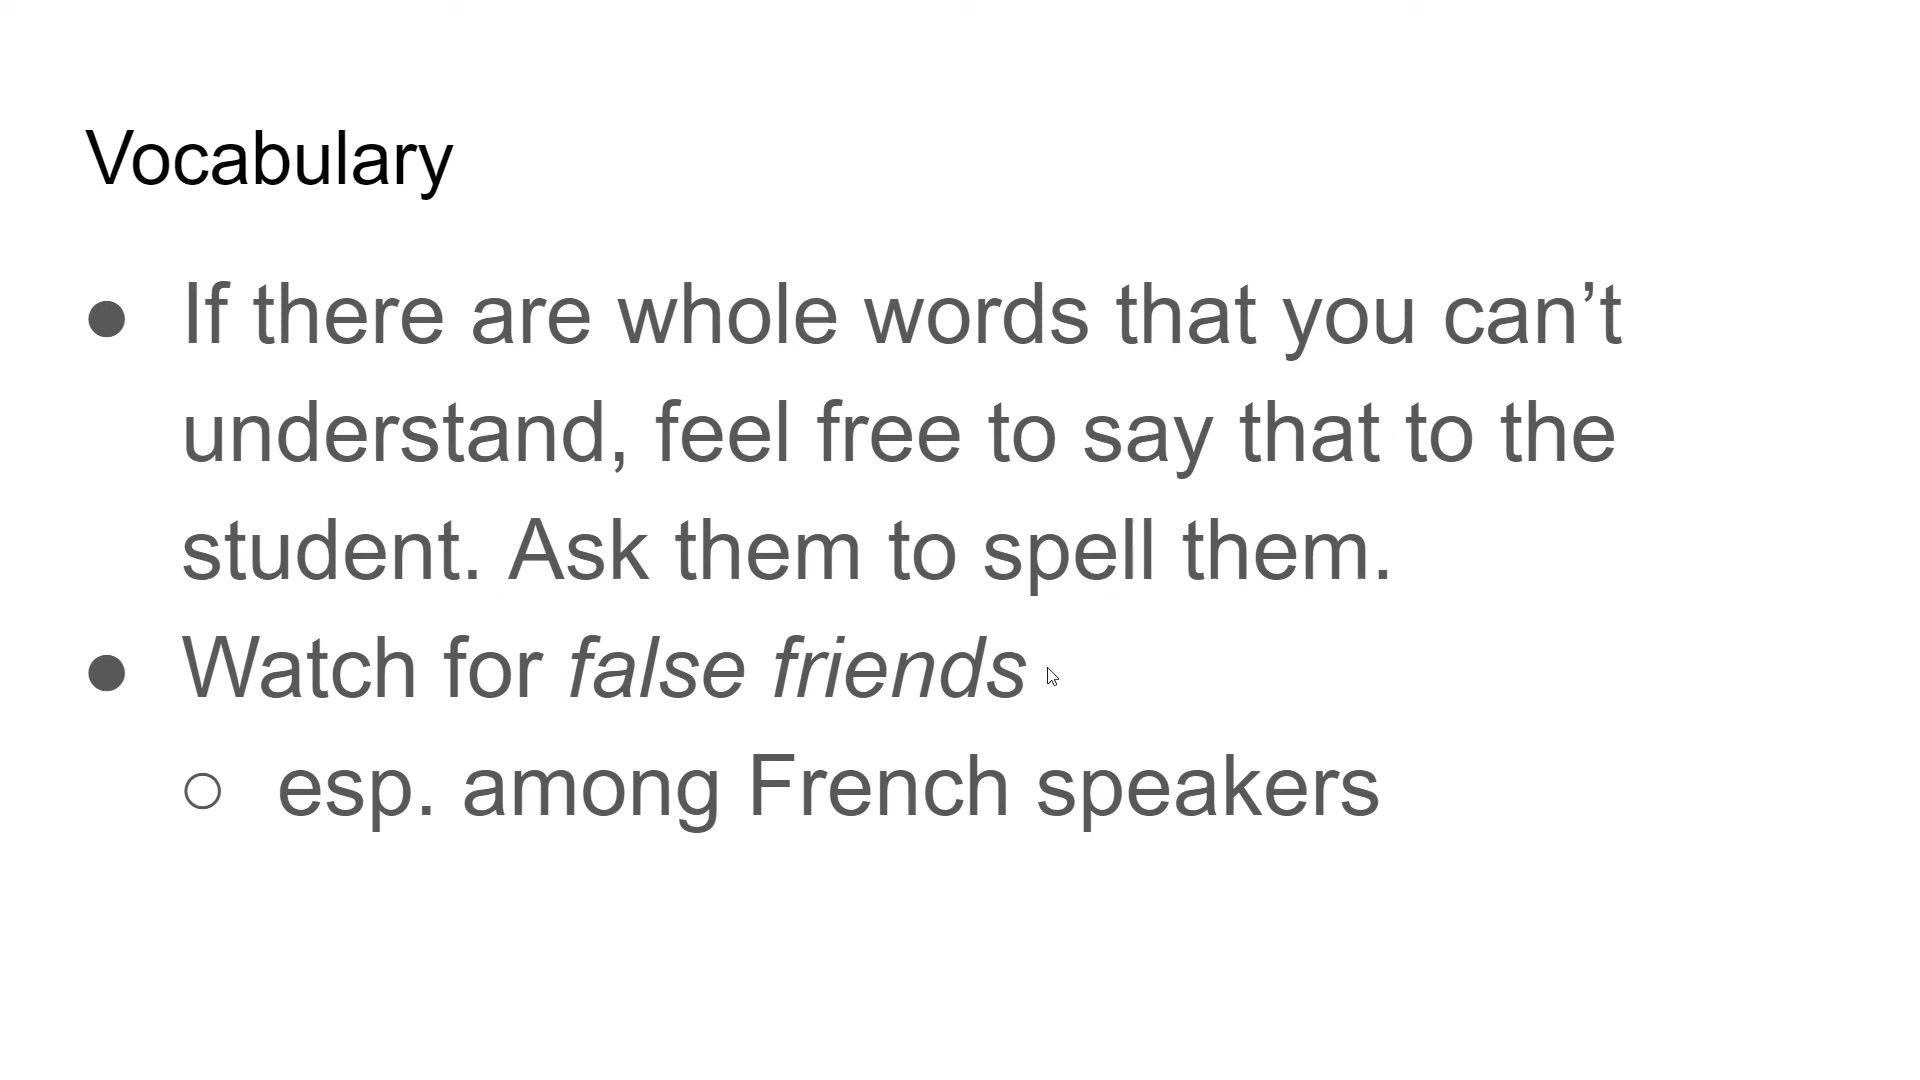 Vocabulary
● If there are whole words that you can’t
understand, feel free to say that to the
student. Ask them to spell them.
● Watch for false friends
○ esp. among French speakers